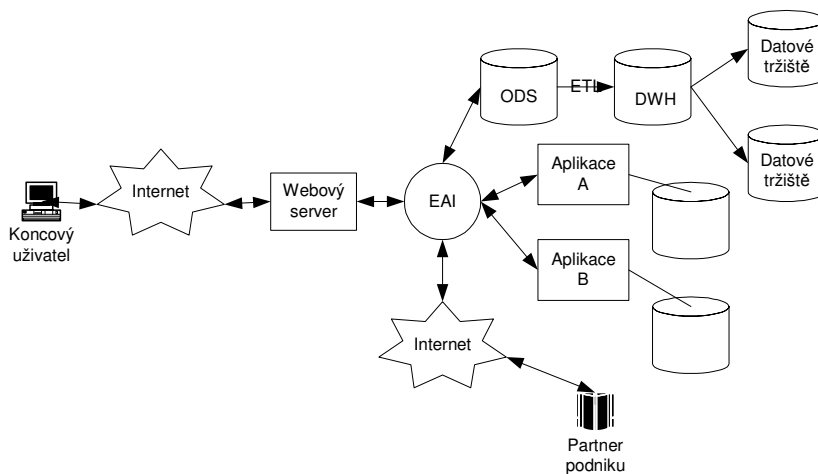 Datové
tržiště
ODS
ETL
DWH
Datové
tržiště
Internet
Webový
server
EAI
Aplikace
A
Koncový
uživatel
Aplikace
B
Internet
Partner
podniku